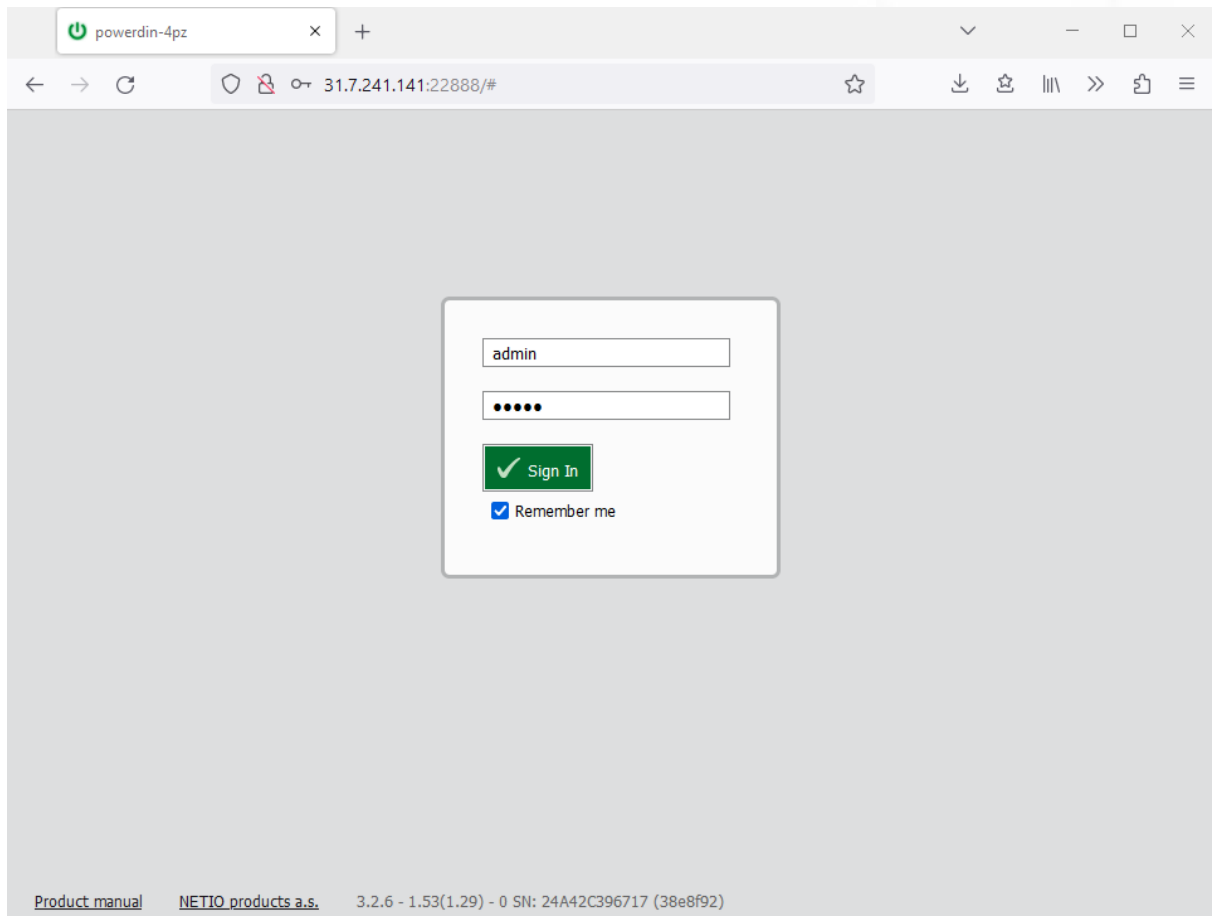 powerdin-4pz
31.7.241.141:22888/#
admin
•••••
Sign In
Remember me
Product manual NETIO products a.s. 3.2.6 - 1.53(1.29) - 0 SN: 24A42C396717 (38e8f92)